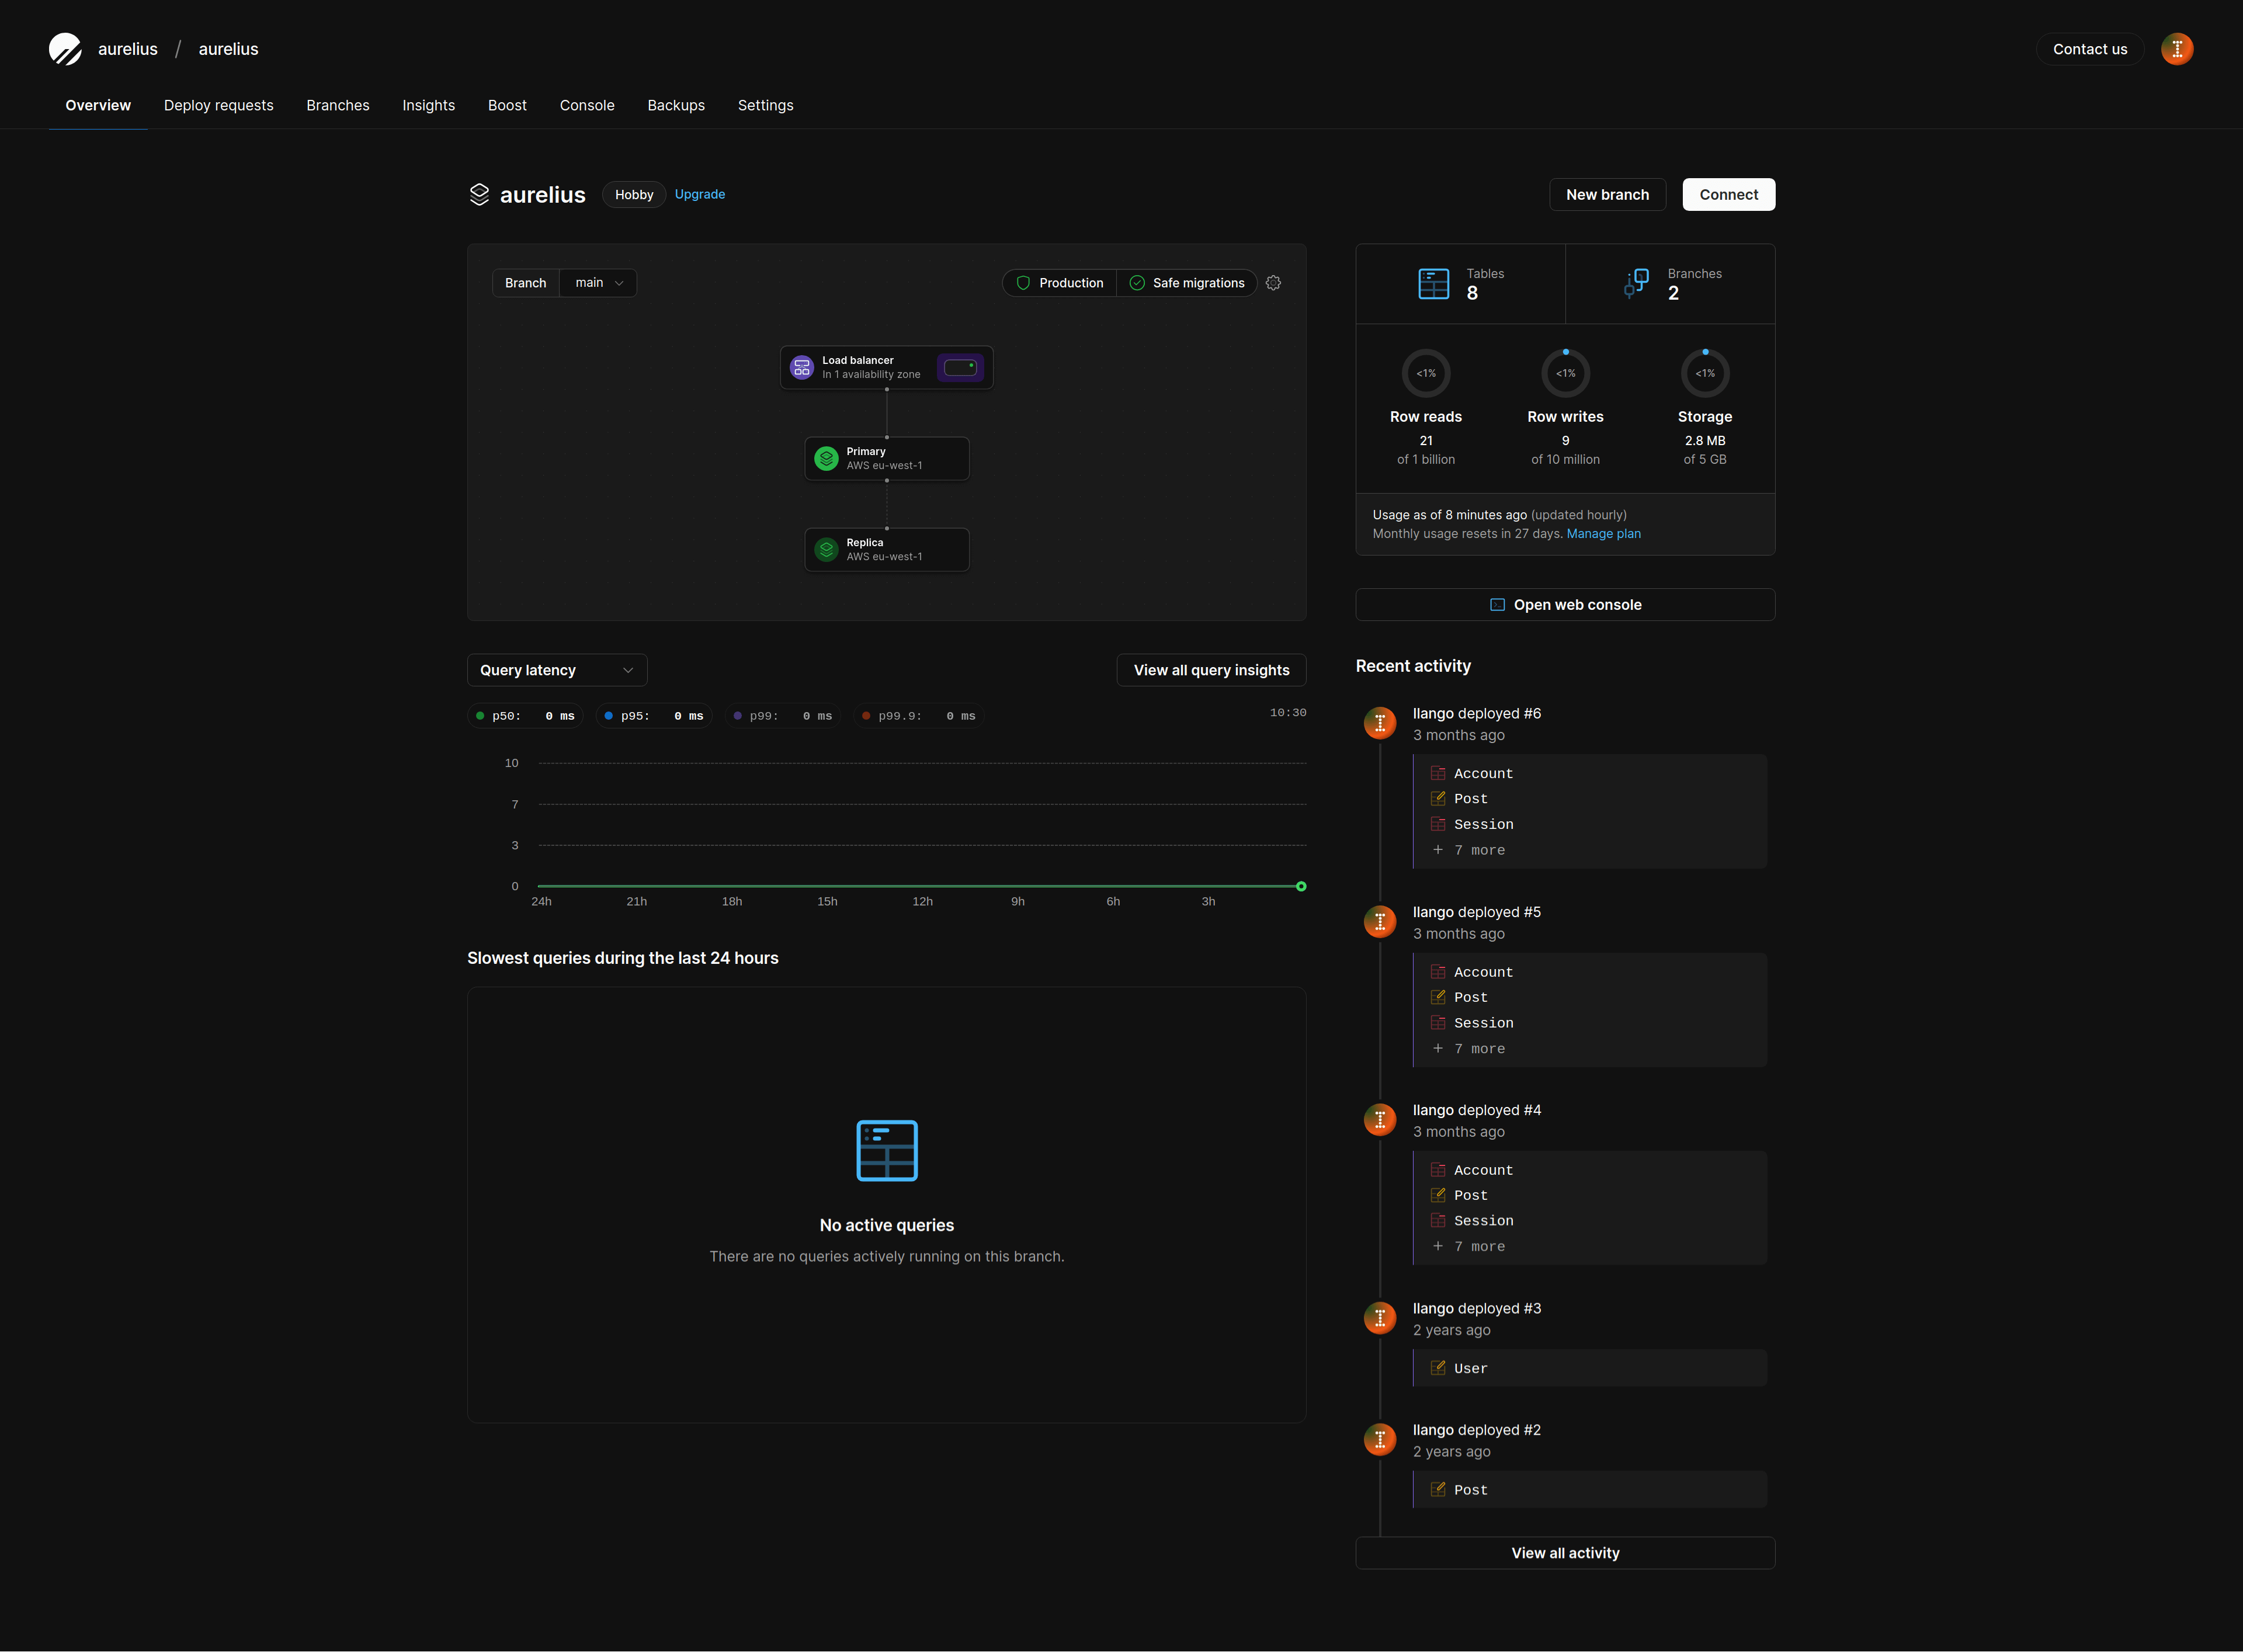 aurelius / aurelius
Contact us
Overview Deploy requests Branches Insights Boost Console Backups Settings
aurelius Hobby Upgrade
New branch Connect
Branch main
Production Safe migrations
Load balancer
In 1 availability zone
Primary
AWS eu-west-1
Replica
AWS eu-west-1
Tables
8
Branches
2
<1% <1% <1%
Row reads Row writes Storage
21 9 2.8 MB
of 1 billion of 10 million of 5 GB
Usage as of 8 minutes ago (updated hourly)
Monthly usage resets in 27 days. Manage plan
Open web console
Query latency
View all query insights
p50: 0 ms p95: 0 ms p99: 0 ms p99.9: 0 ms
10:30
10
7
3
0
24h 21h 18h 15h 12h 9h 6h 3h
Slowest queries during the last 24 hours
No active queries
There are no queries actively running on this branch.
Recent activity
Ilango deployed #6
3 months ago
Account
Post
Session
+ 7 more
Ilango deployed #5
3 months ago
Account
Post
Session
+ 7 more
Ilango deployed #4
3 months ago
Account
Post
Session
+ 7 more
Ilango deployed #3
2 years ago
User
Ilango deployed #2
2 years ago
Post
View all activity